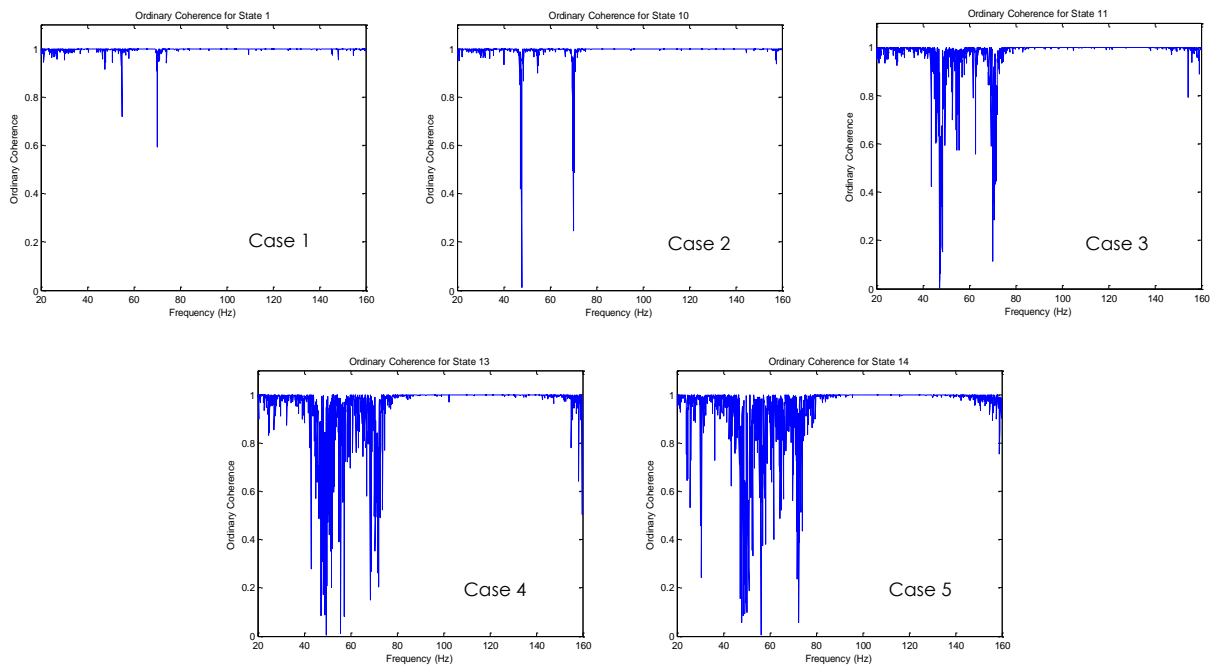 Ordinary Coherence for State 1
1
0.8
0.6
0.4
0.2
0
Ordinary Coherence
20 40 60 80 100 120 140 160
Frequency (Hz)
Case 1
Ordinary Coherence for State 10
1
0.8
0.6
0.4
0.2
0
Ordinary Coherence
20 40 60 80 100 120 140 160
Frequency (Hz)
Case 2
Ordinary Coherence for State 11
1
0.8
0.6
0.4
0.2
0
Ordinary Coherence
20 40 60 80 100 120 140 160
Frequency (Hz)
Case 3
Ordinary Coherence for State 13
1
0.8
0.6
0.4
0.2
0
Ordinary Coherence
20 40 60 80 100 120 140 160
Frequency (Hz)
Case 4
Ordinary Coherence for State 14
1
0.8
0.6
0.4
0.2
0
Ordinary Coherence
20 40 60 80 100 120 140 160
Frequency (Hz)
Case 5